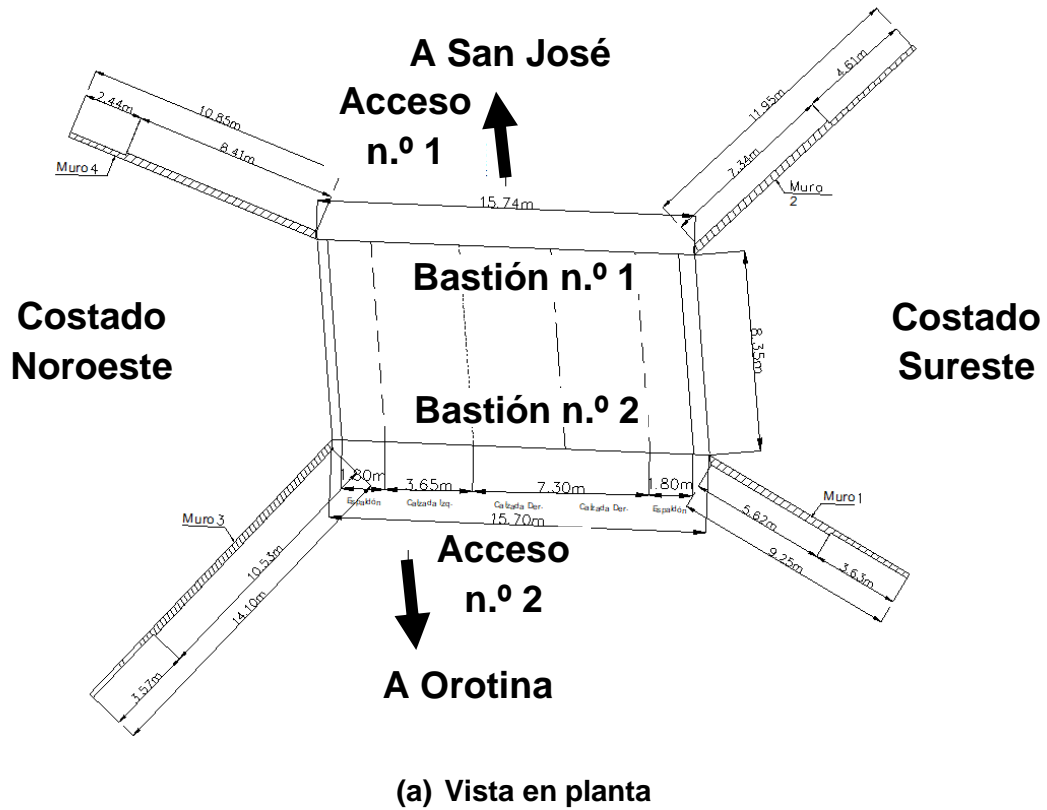 A San José
Acceso
n.º 1
2.44m
10.85m
8.41m
Muro 4
15.74m
11.95m
4.61m
7.34m
Muro
2
Bastión n.º 1
Costado
Noroeste
8.35m
Costado
Sureste
Bastión n.º 2
1.80m
3.65m
7.30m
1.80m
Espaldón
Calzada Izq-
Calzada Der-
Calzada Der-
Espaldón
15.70m
Muro 1
5.62m
3.63m
9.25m
Muro 3
10.53m
14.10m
3.57m
Acceso
n.º 2
A Orotina
(a) Vista en planta